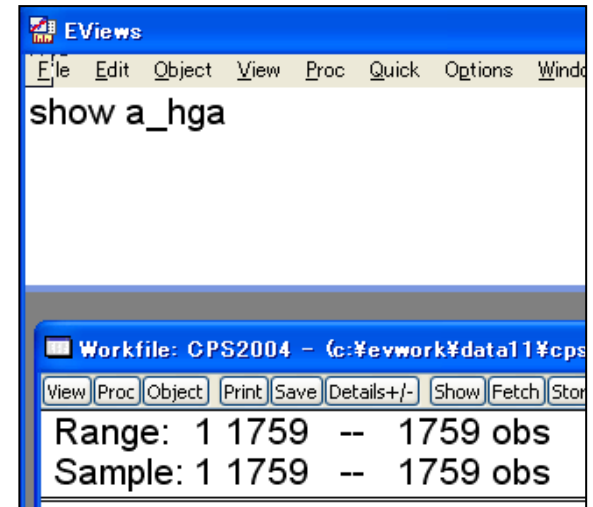 EViews
File Edit Object View Proc Quick Options
show a_hga
Workfile: CPS2004 - (c:¥evwork¥data11¥cps
View Proc Object Print Save Details+/- Show Fetch Stor
Range: 1 1759 -- 1759 obs
Sample: 1 1759 -- 1759 obs